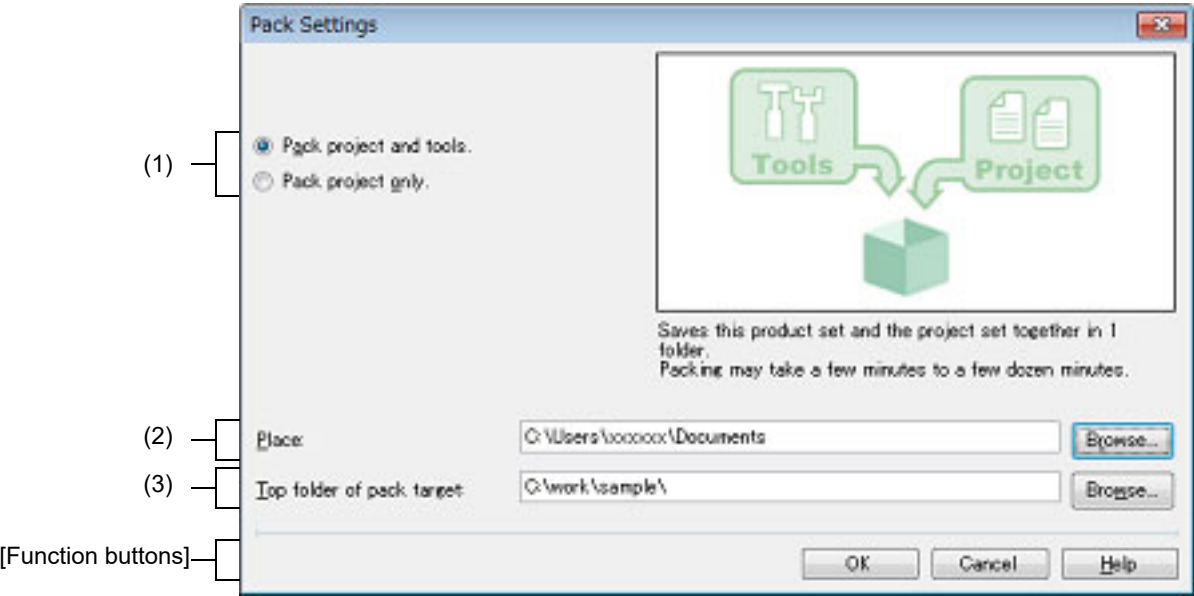 Pack Settings
Tools
Project
(1)
Pack project and tools.
Pack project only.
Saves this product set and the project set together in 1
folder.
Packing may take a few minutes to a few dozen minutes.
(2)
Place:
C:\Users\xxxxxxx\Documents
Browse...
(3)
Top folder of pack target:
C:\work\sample\
Browse...
[Function buttons]
OK
Cancel
Help